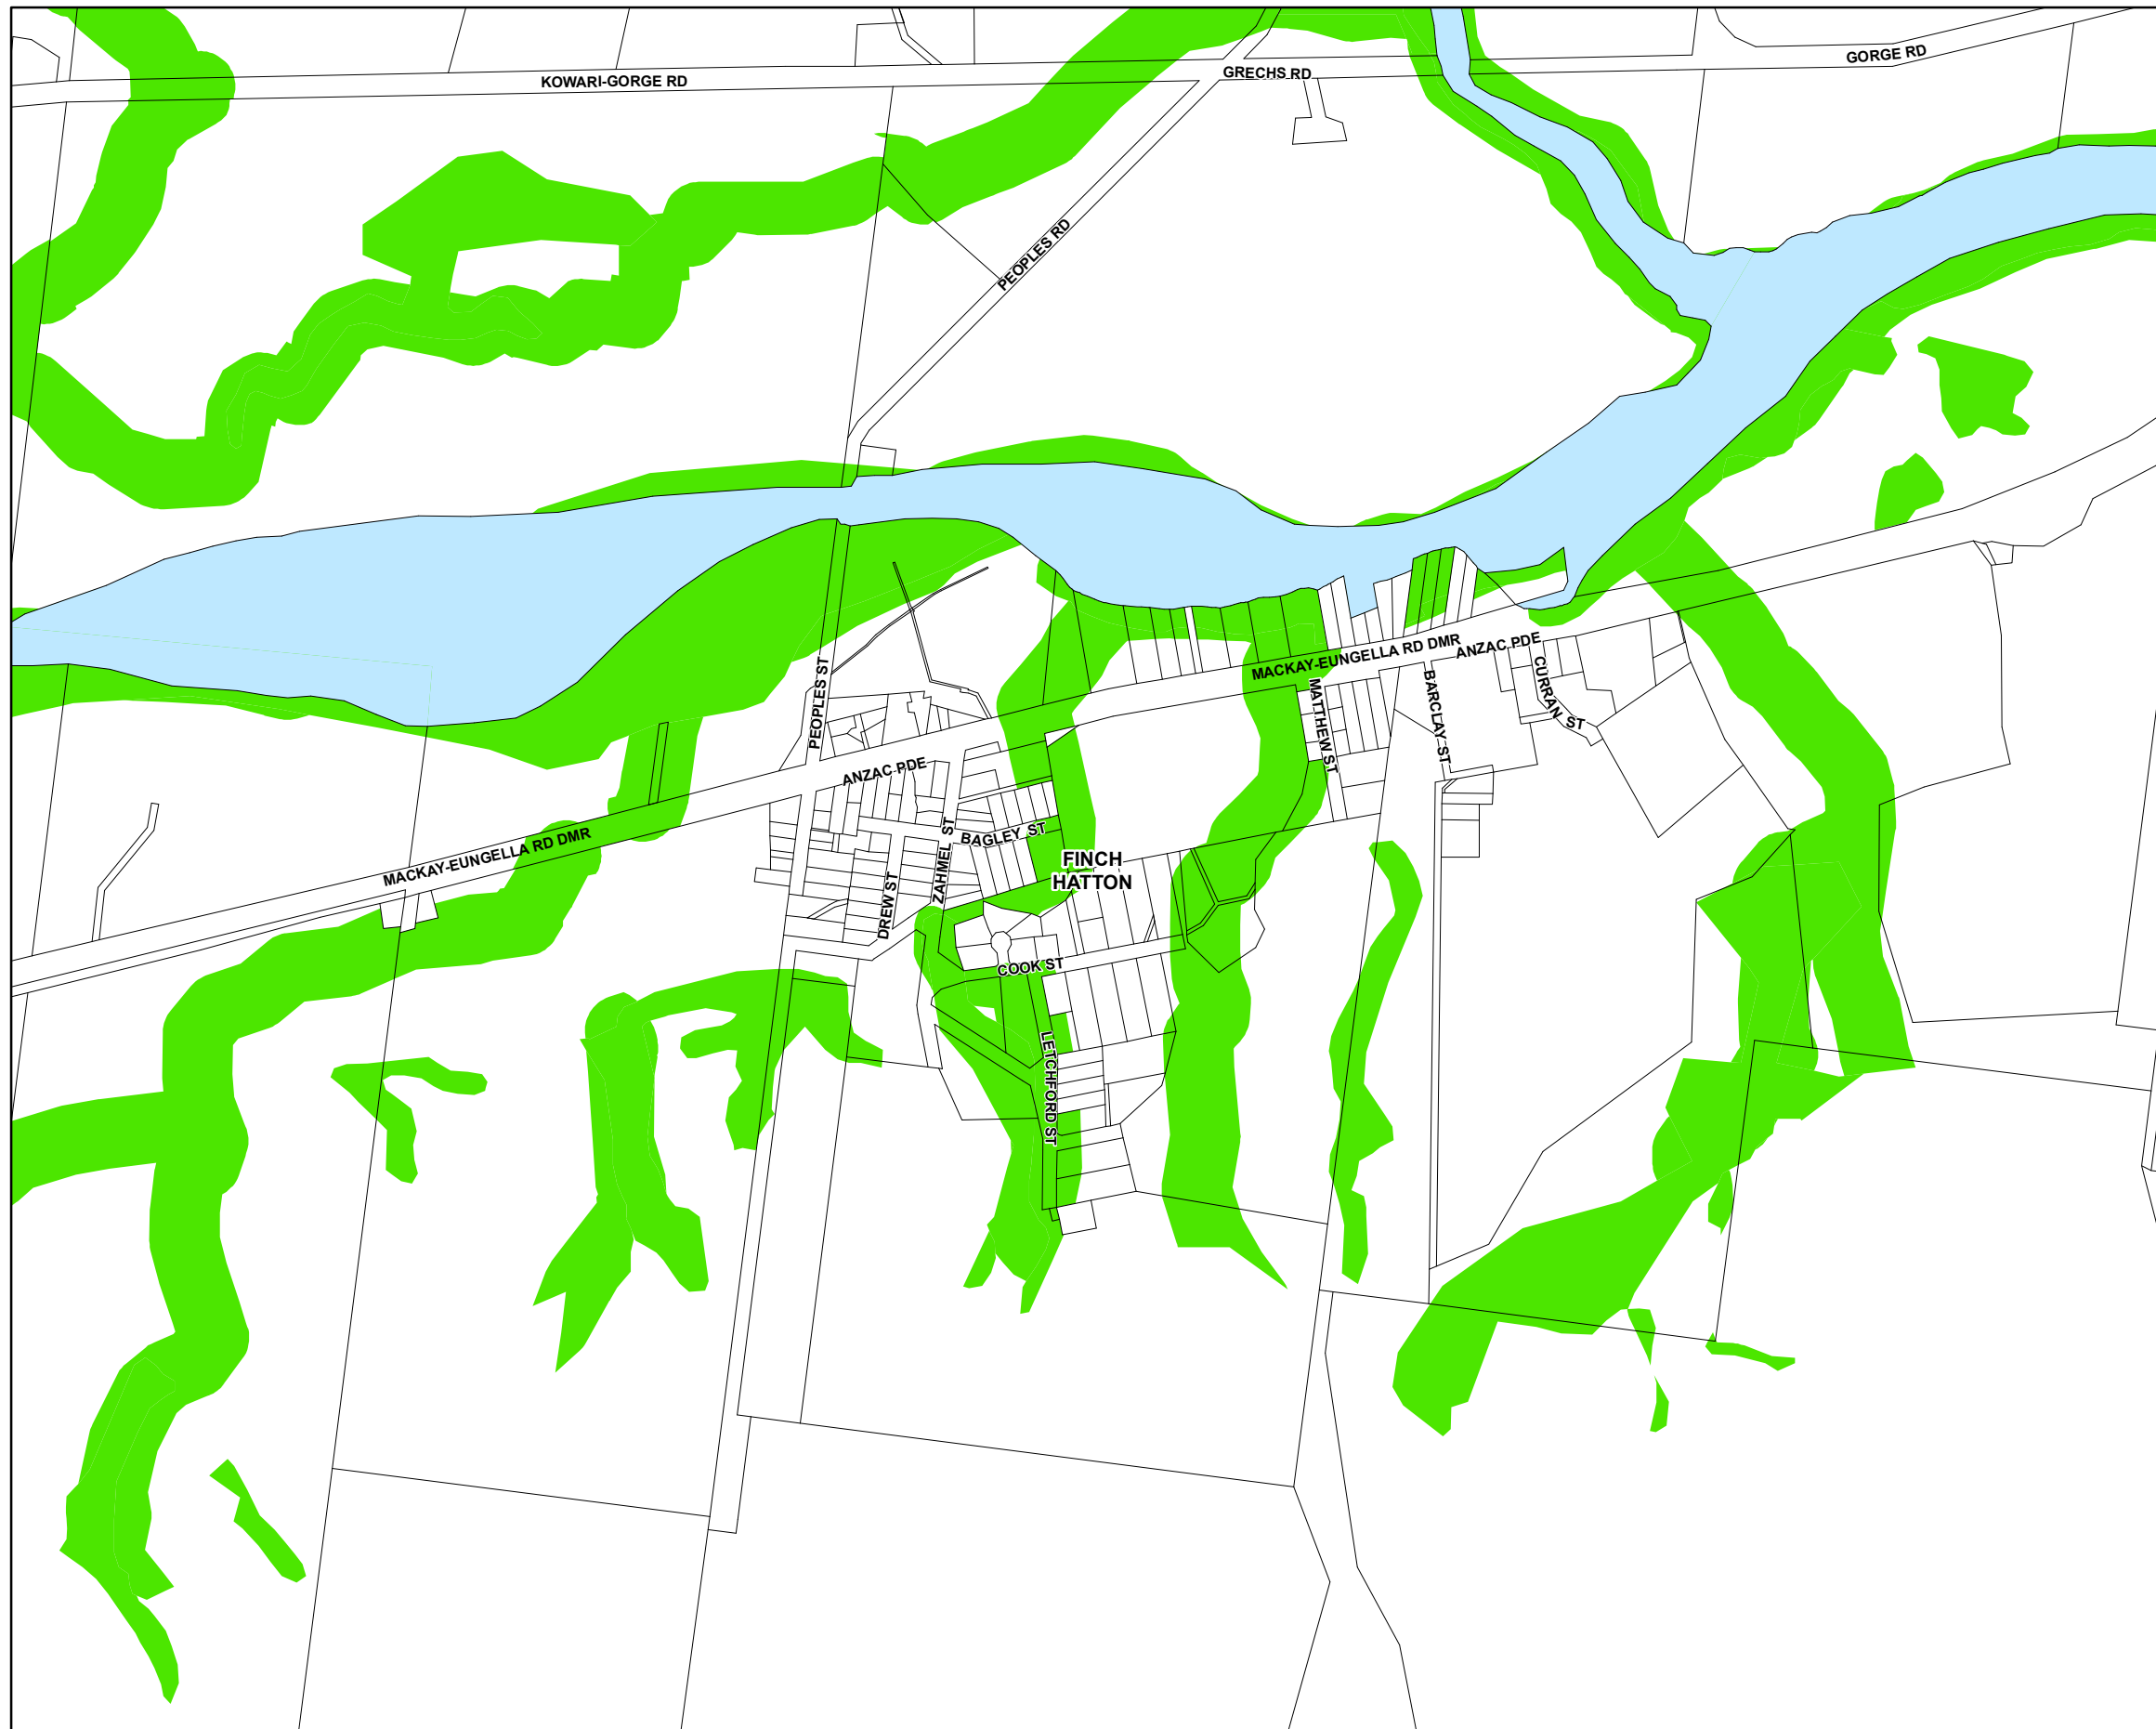 GORGE RD
GRECHS RD
KOWARI-GORGE RD
PEOPLES RD
MACKAY-EUNGELLA RD DMR
ANZAC PDE
CURRAN ST
BARCLAY ST
MATTHEW ST
PEOPLES ST
ANZAC PDE
MACKAY-EUNGELLA RD DMR
BAGLEY ST
ZAHMEL ST
DREW ST
FINCH
HATTON
COOK ST
LETCHFORD ST